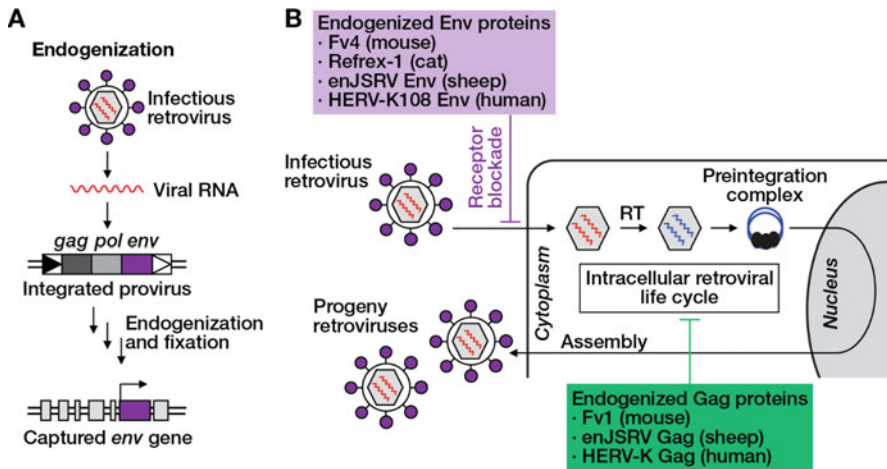 A
Endogenization
Infectious
retrovirus
Viral RNA
gag pol env
Integrated provirus
Endogenization
and fixation
Captured env gene
B
Endogenized Env proteins
· Fv4 (mouse)
· Refrex-1 (cat)
· enJSRV Env (sheep)
· HERV-K108 Env (human)
Receptor
blockade
Infectious
retrovirus
Preintegration
complex
RT
Cytoplasm
Nucleus
Intracellular retroviral
life cycle
Progeny
retroviruses
Assembly
Endogenized Gag proteins
· Fv1 (mouse)
· enJSRV Gag (sheep)
· HERV-K Gag (human)